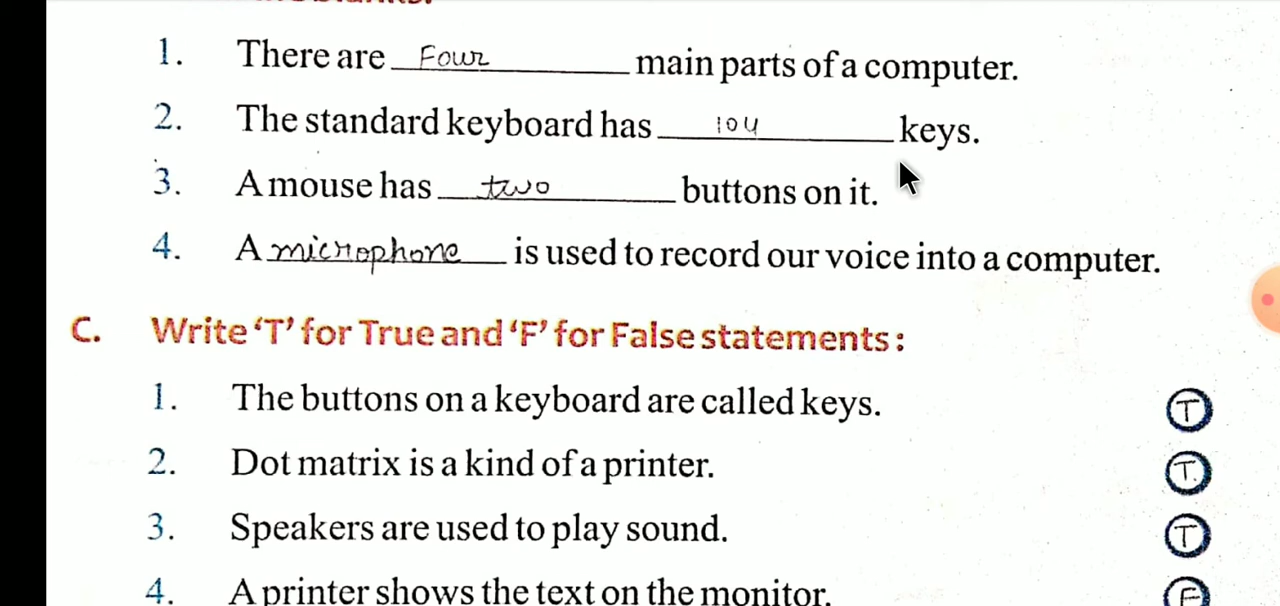 1. There are Four main parts of a computer.
2. The standard keyboard has 104 keys.
3. A mouse has two buttons on it.
4. A microphone is used to record our voice into a computer.
C. Write ‘T’ for True and ‘F’ for False statements :
1. The buttons on a keyboard are called keys. T
2. Dot matrix is a kind of a printer. T.
3. Speakers are used to play sound. T
4. A printer shows the text on the monitor. F